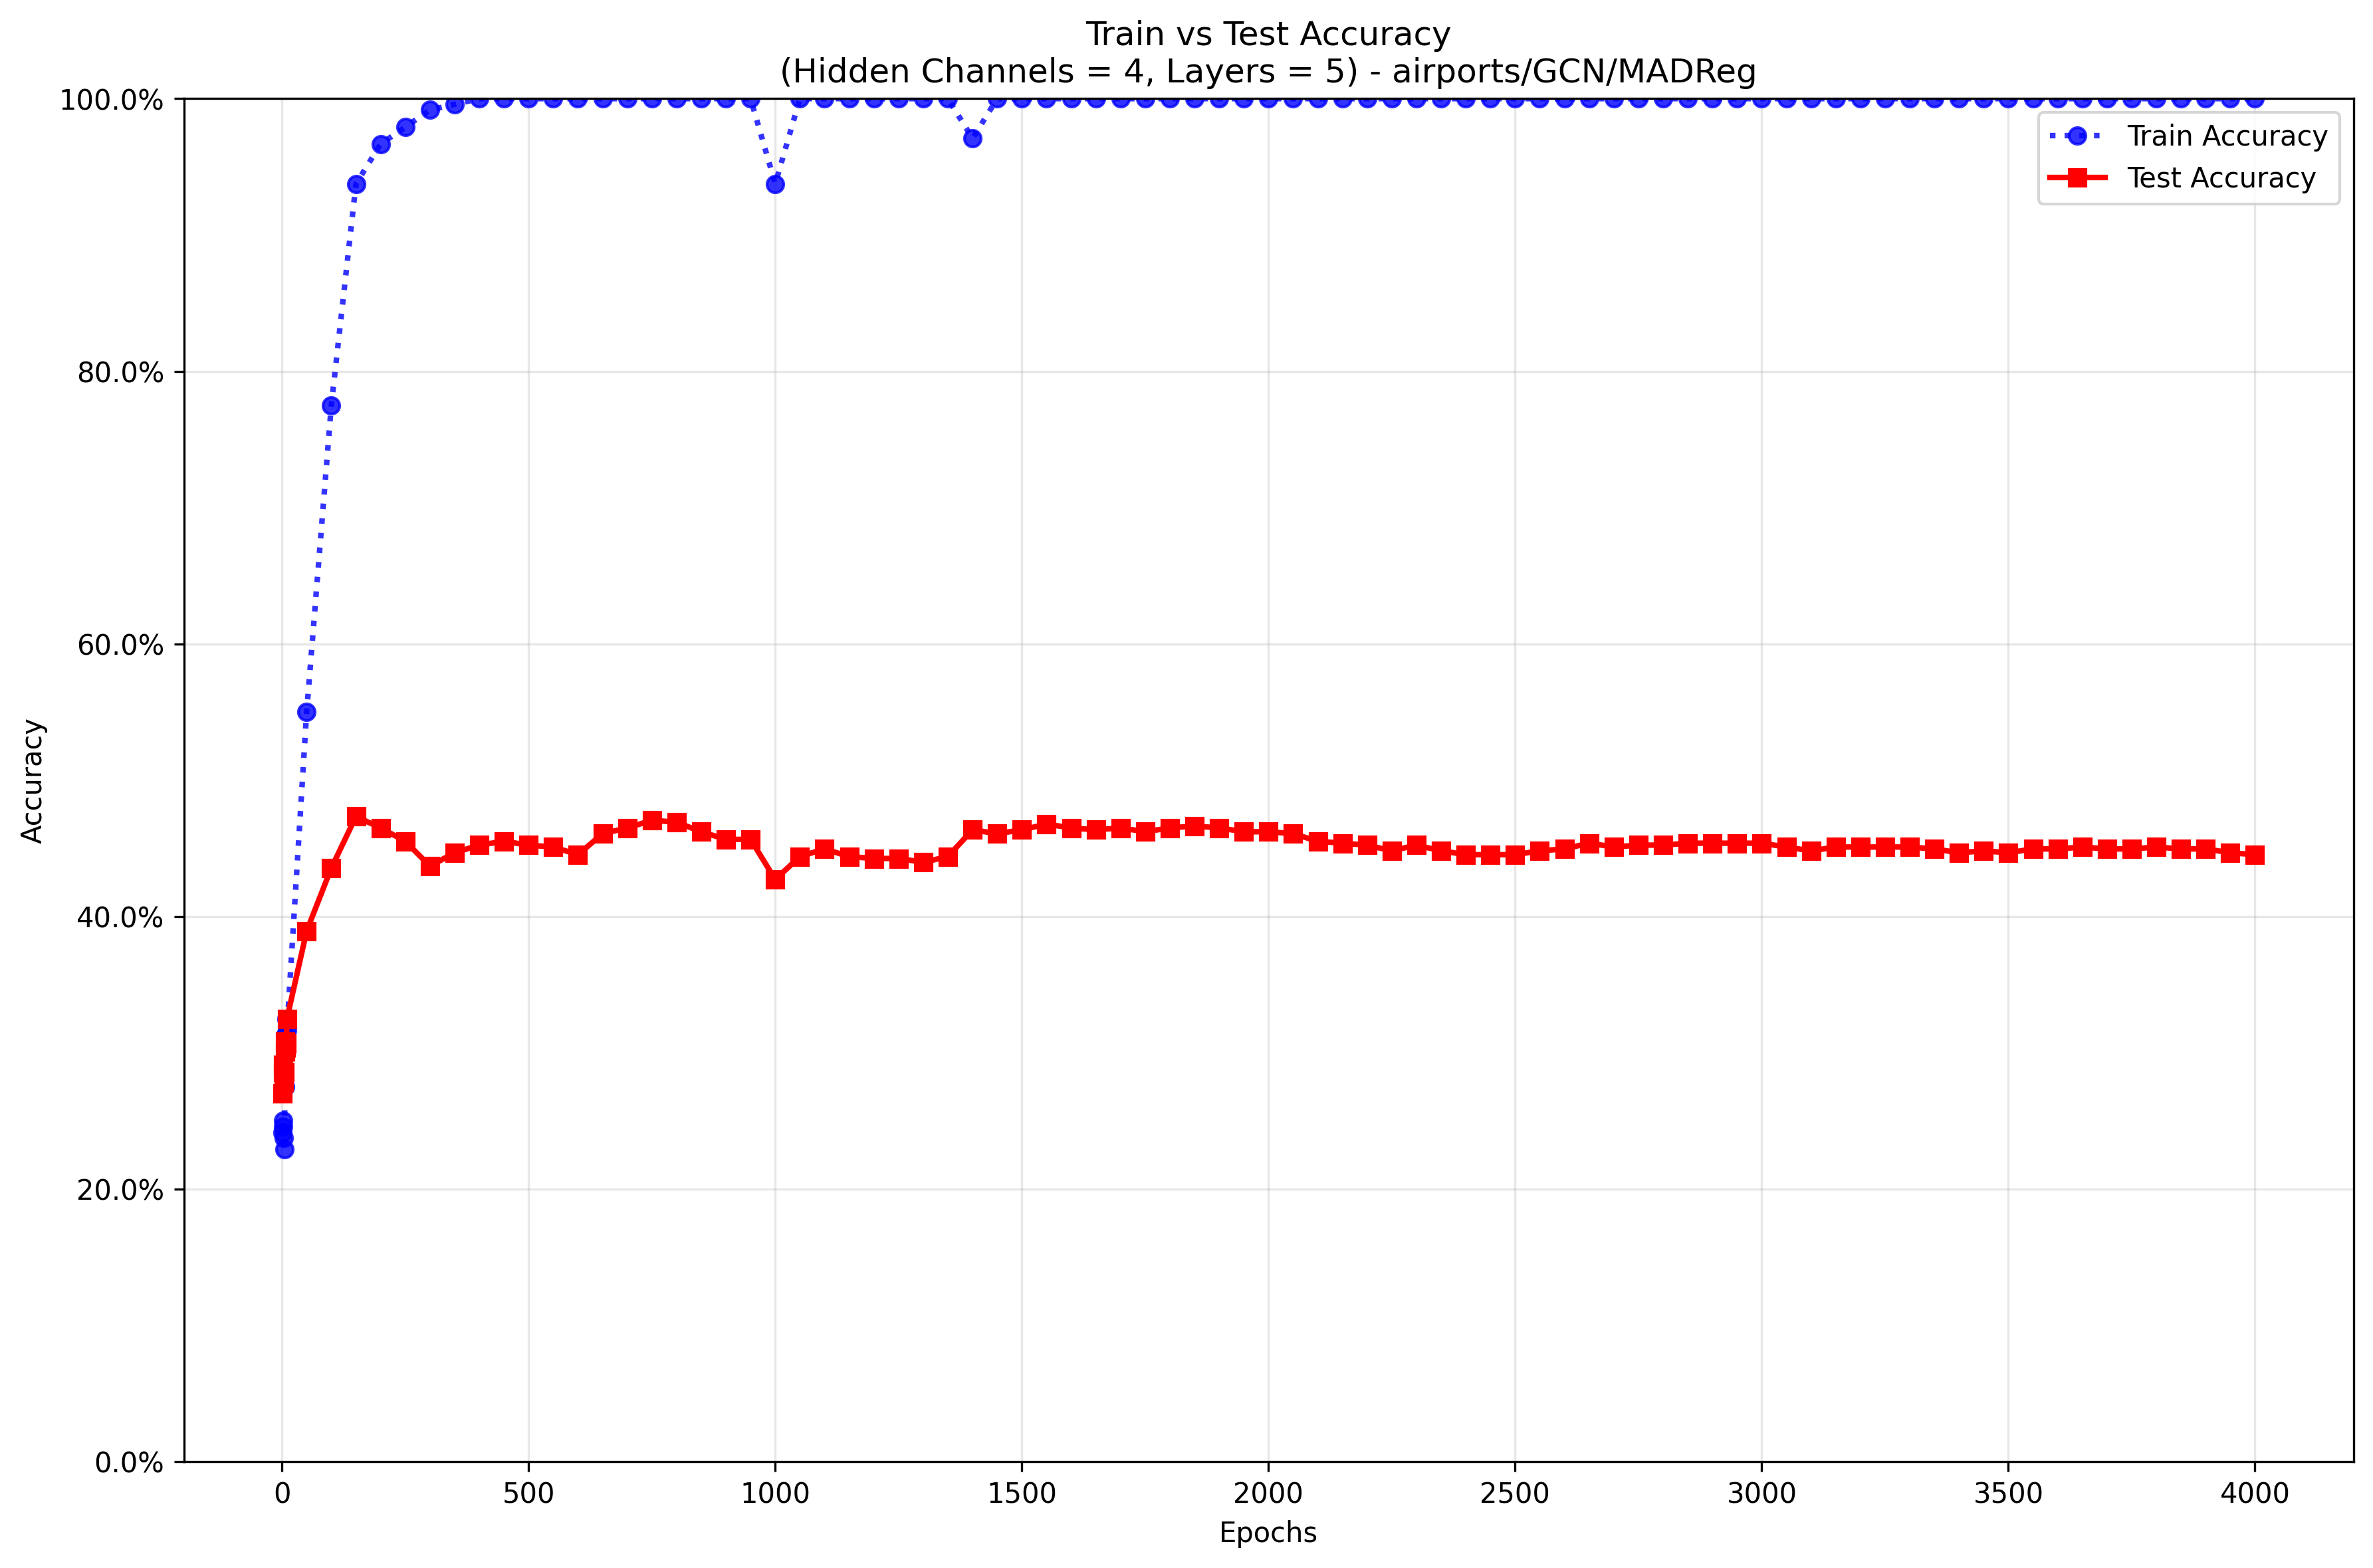 Train vs Test Accuracy
(Hidden Channels = 4, Layers = 5) - airports/GCN/MADReg
100.0%
80.0%
60.0%
40.0%
20.0%
0.0%
Accuracy
Train Accuracy
Test Accuracy
0
500
1000
1500
2000
2500
3000
3500
4000
Epochs